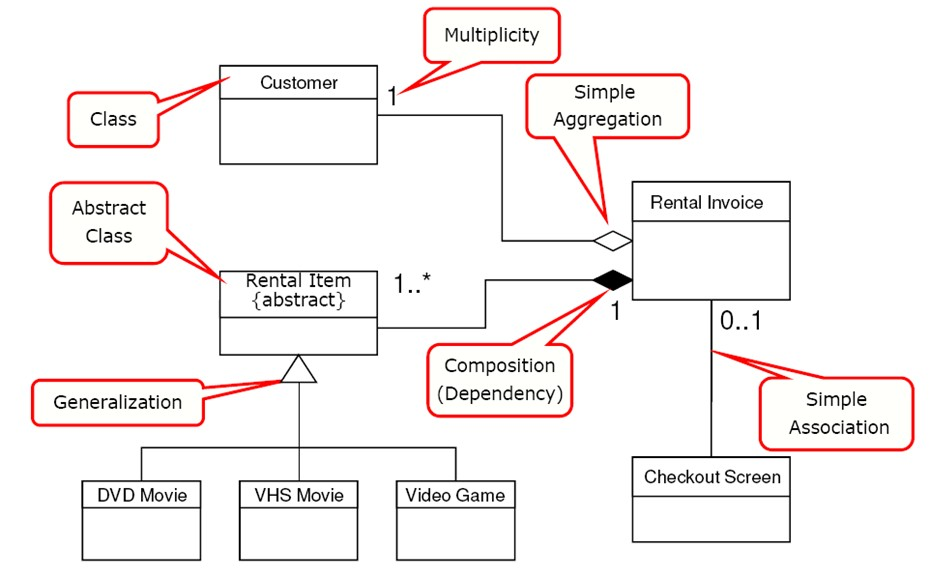 Multiplicity
Customer
1
Class
Simple
Aggregation
Abstract
Class
Rental Invoice
Rental Item
{abstract}
1..*
1
0..1
Composition
(Dependency)
Generalization
Simple
Association
Checkout Screen
DVD Movie
VHS Movie
Video Game